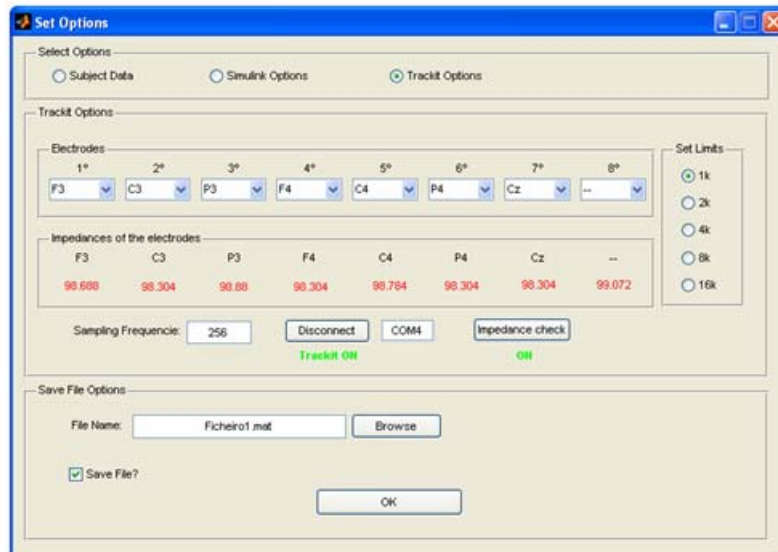 Set Options
Select Options
Subject Data Simulink Options Trackit Options
Trackit Options
Electrodes
1º 2º 3º 4º 5º 6º 7º 8º
F3 C3 P3 F4 C4 P4 Cz --
Set Limits
1k
2k
4k
8k
16k
Impedances of the electrodes
F3 C3 P3 F4 C4 P4 Cz --
98.688 98.304 98.88 98.304 98.784 98.304 98.304 99.072
Sampling Frequencie: 256 Disconnect COM4 Impedance check
Trackit ON ON
Save File Options
File Name: Ficheiro1.mat Browse
Save File?
OK